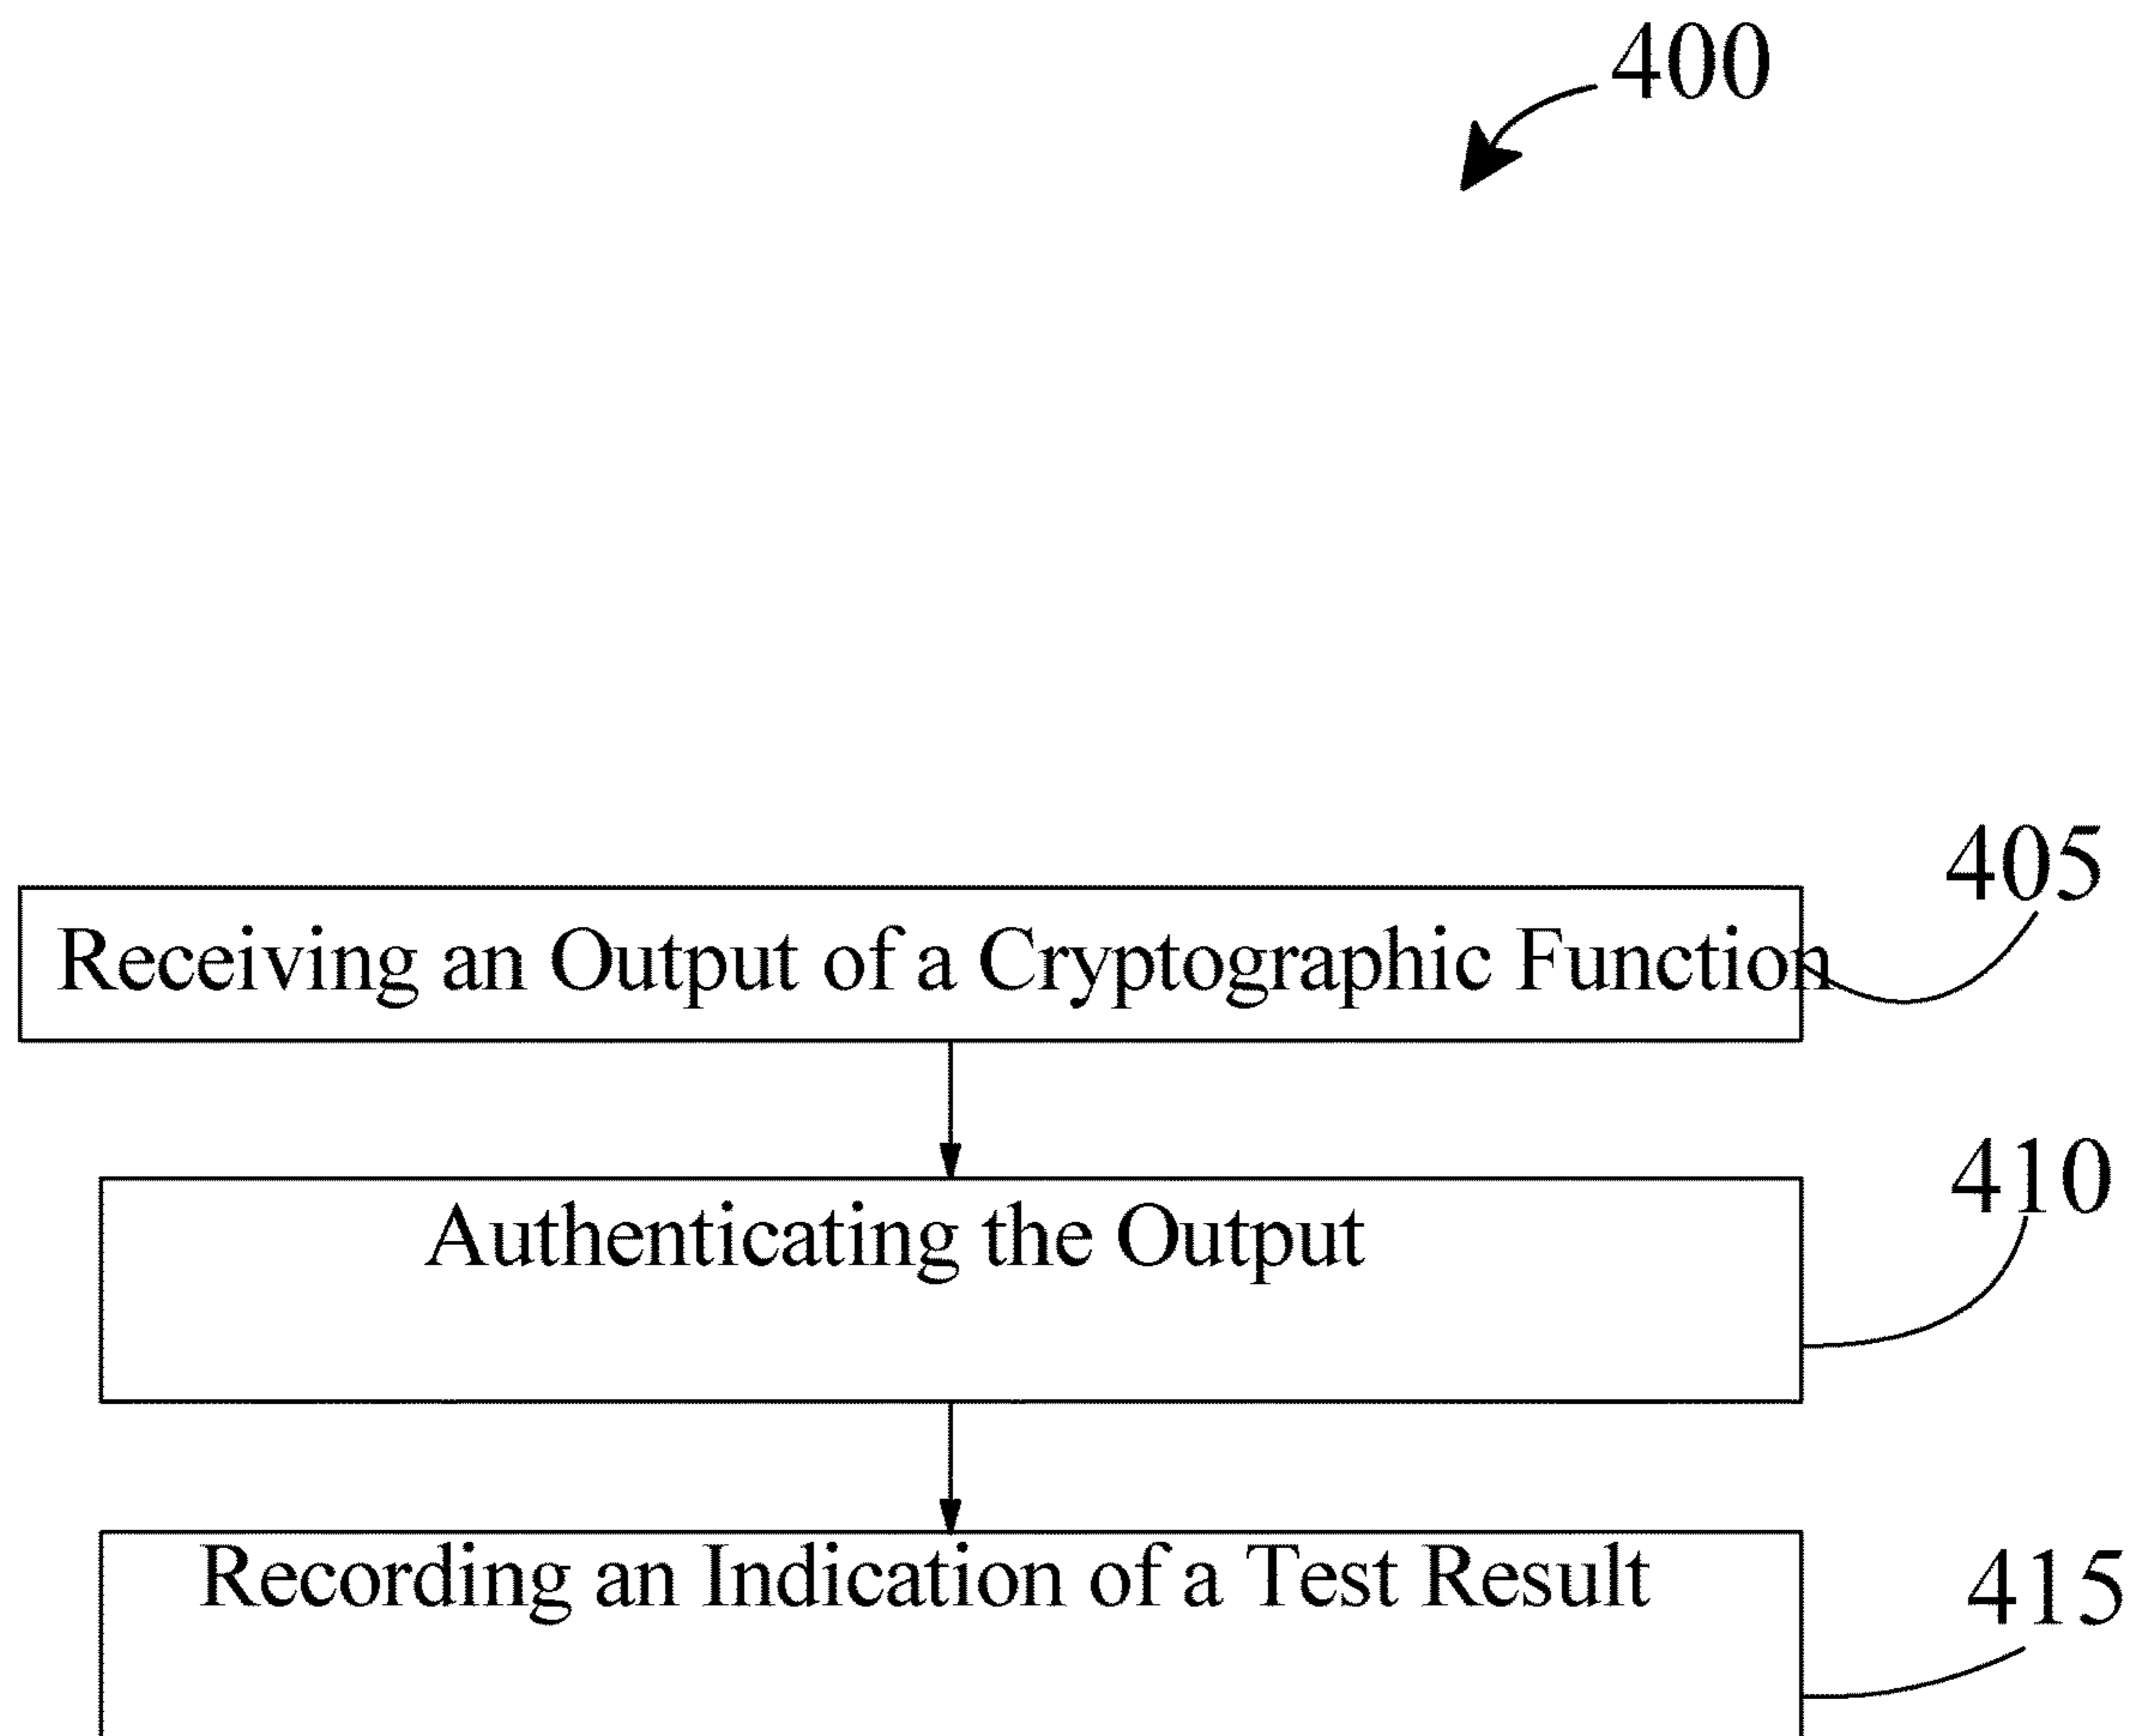 400
405
Receiving an Output of a Cryptographic Function
410
Authenticating the Output
415
Recording an Indication of a Test Result